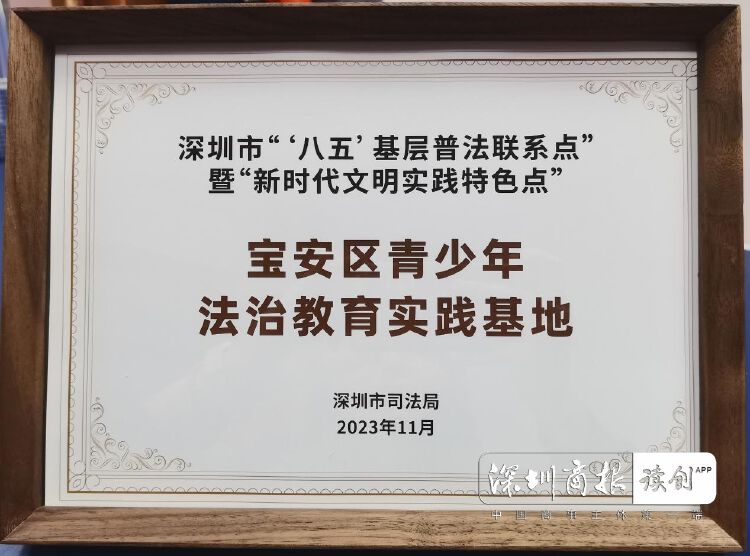 深圳市“‘八五’基层普法联系点”
暨“新时代文明实践特色点”
宝安区青少年
法治教育实践基地
深圳市司法局
2023年11月
深圳商报 读创APP